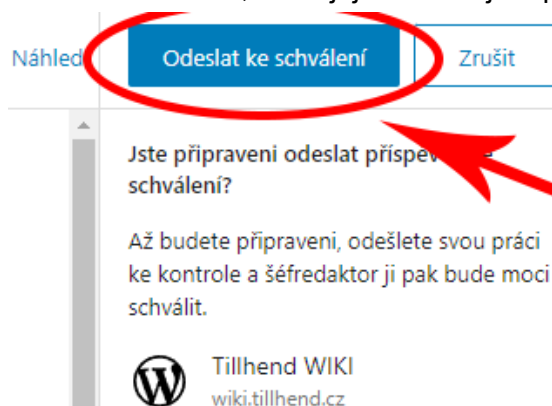 Náhled
Odeslat ke schválení
Zrušit
Jste připraveni odeslat příspěv
schválení?
Až budete připraveni, odešlete svou práci
ke kontrole a šéfredaktor ji pak bude moci
schválit.
Tillhend WIKI
wiki.tillhend.cz